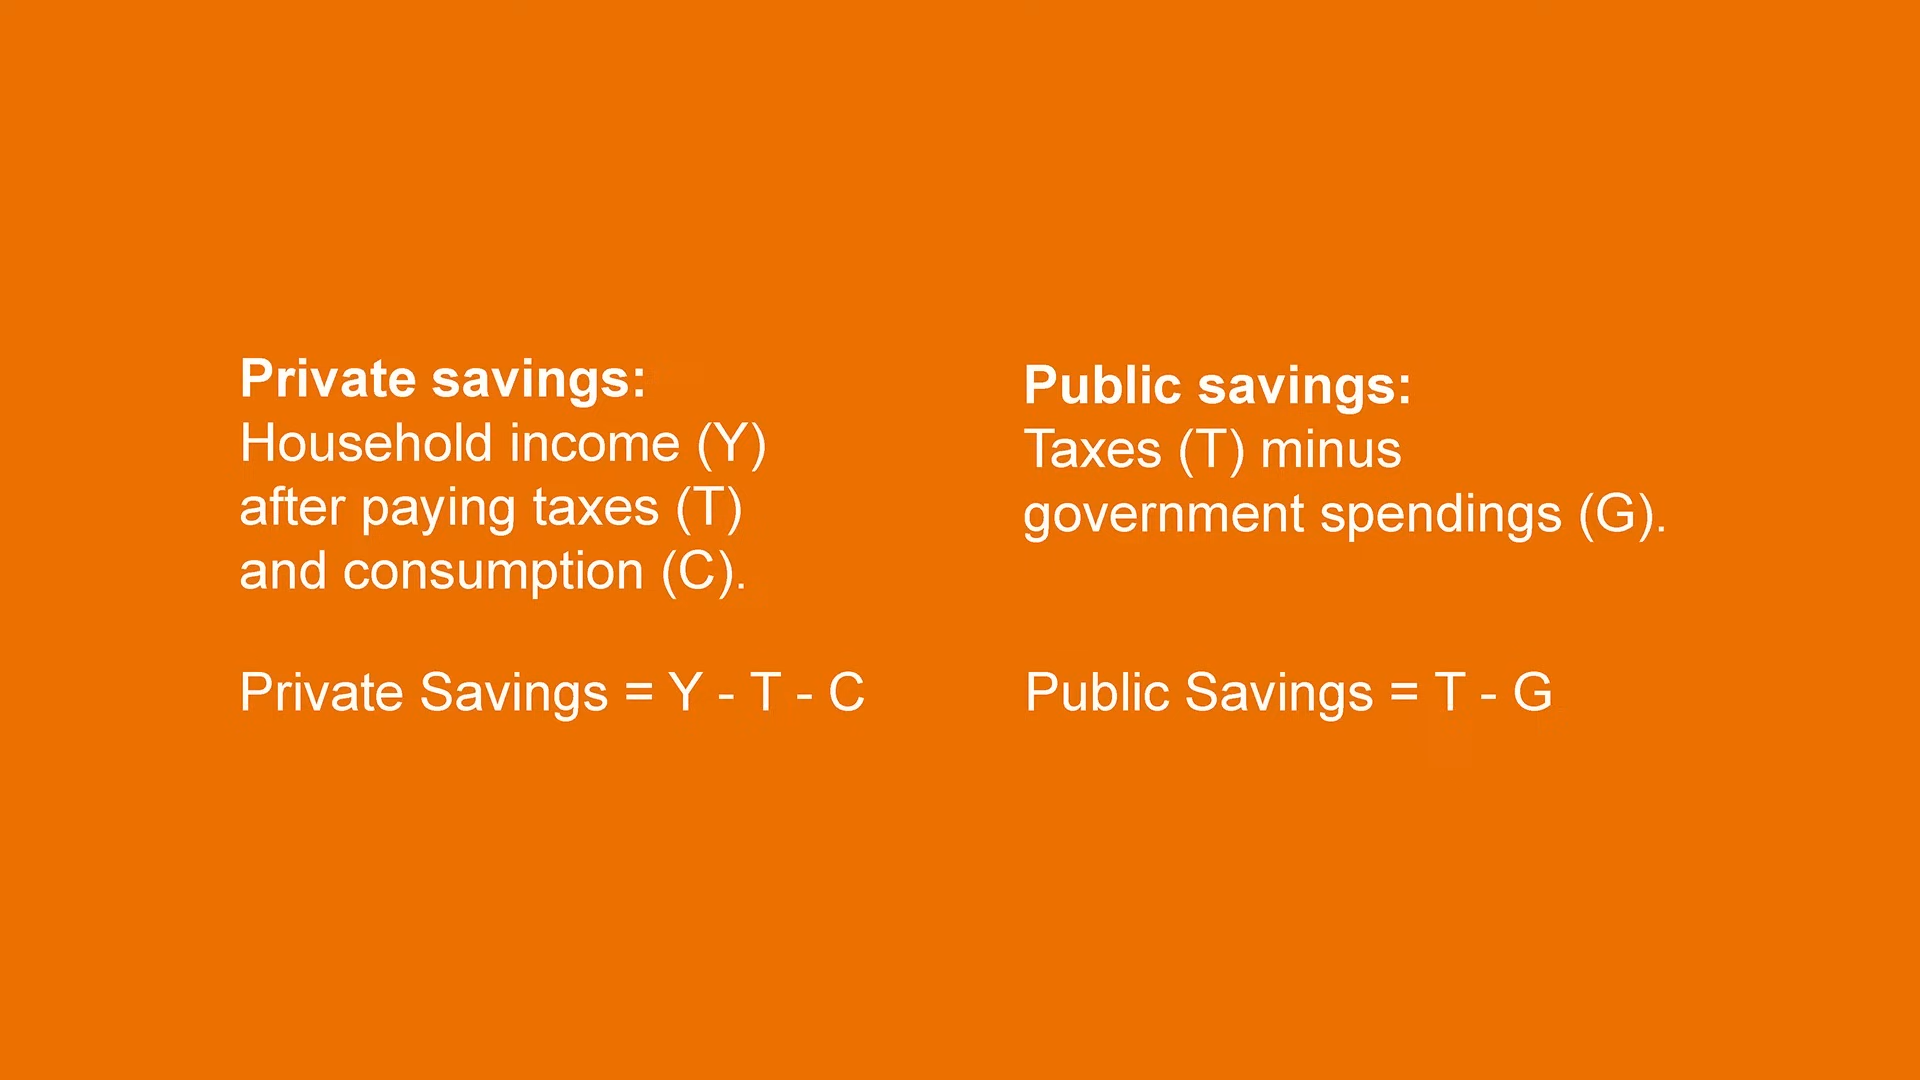 Private savings:
Household income (Y)
after paying taxes (T)
and consumption (C).
Private Savings = Y - T - C
Public savings:
Taxes (T) minus
government spendings (G).
Public Savings = T - G